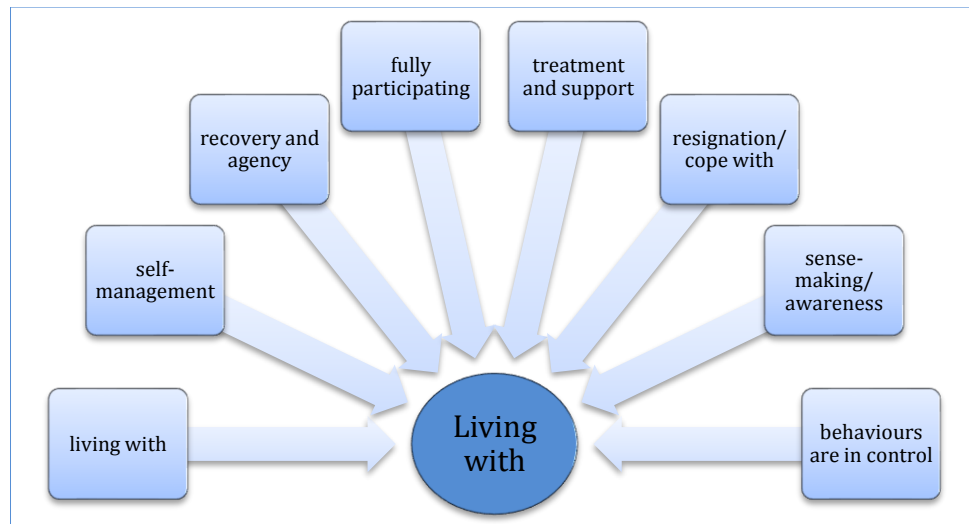 fully
participating
treatment
and support
recovery and
agency
resignation/
cope with
self-
management
sense-
making/
awareness
living with
Living
with
behaviours
are in control